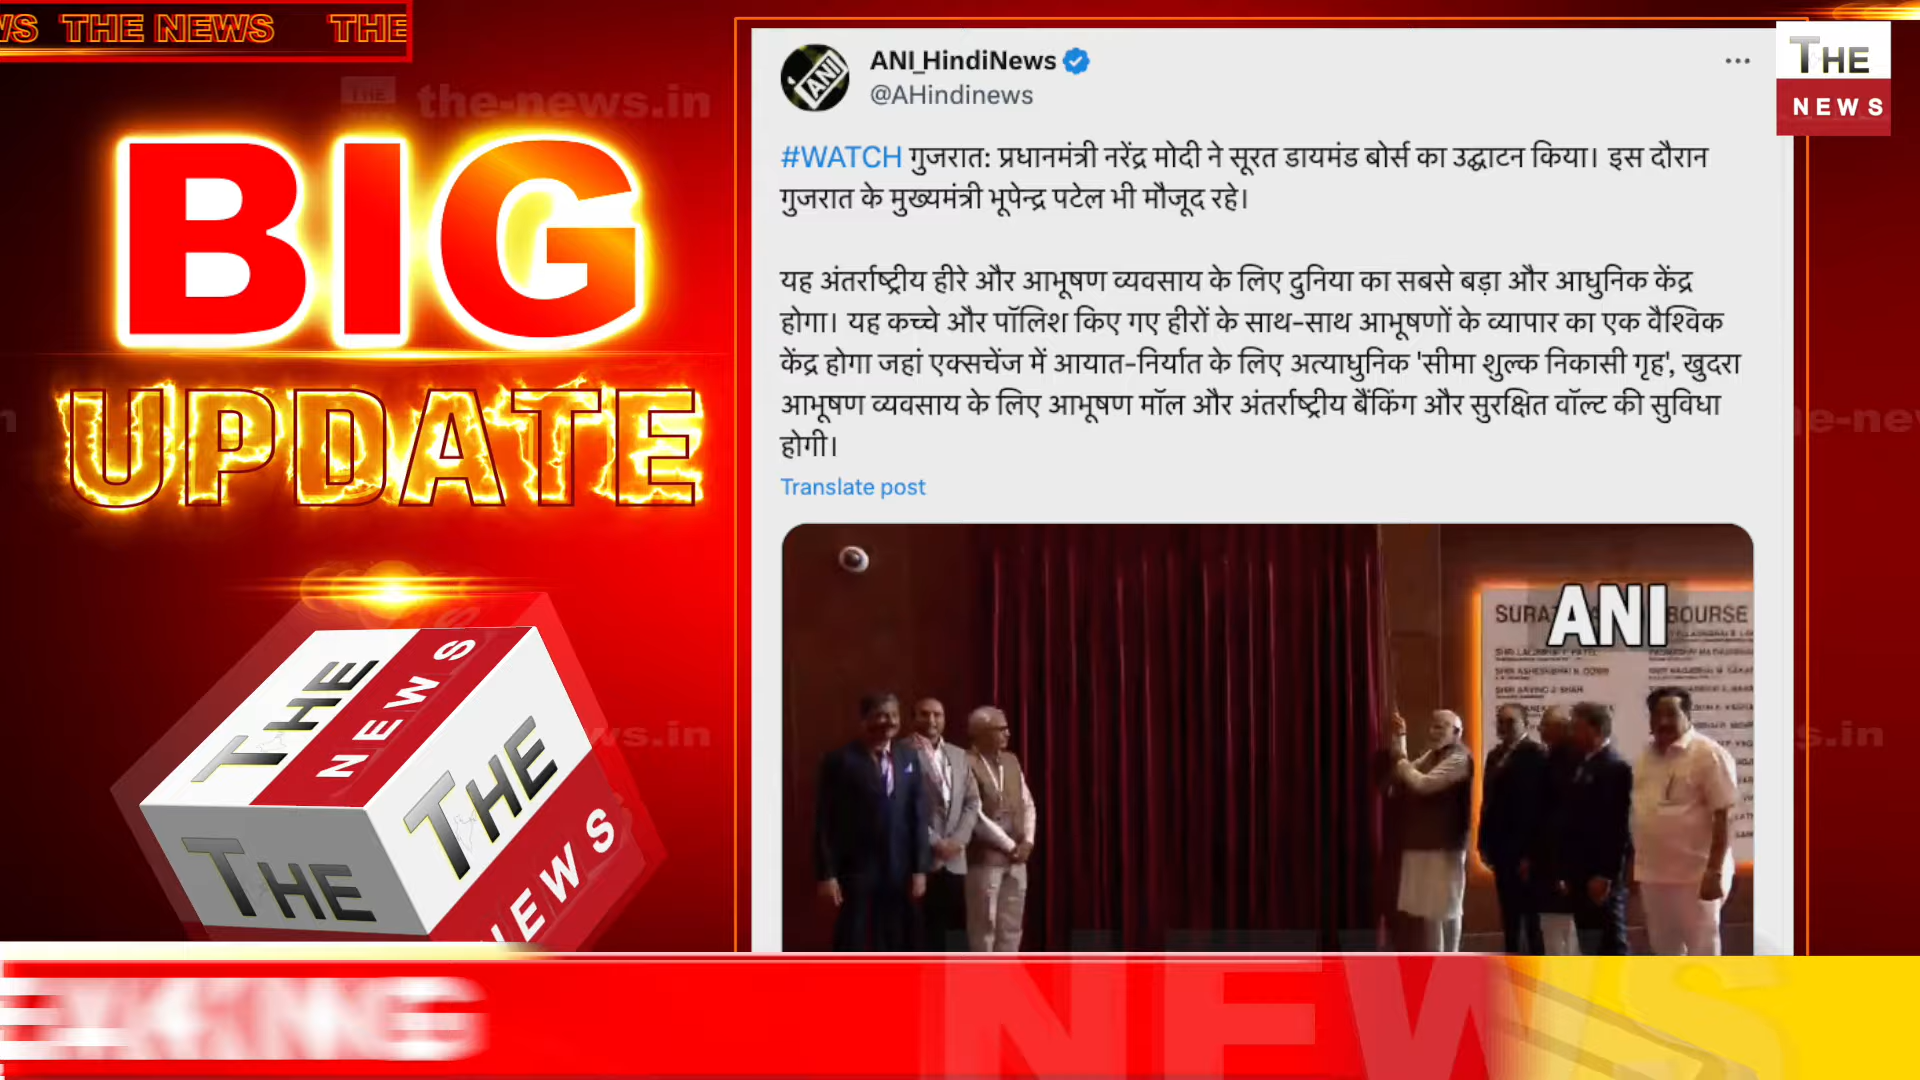 THE NEWS THE
the-news.in
BIG
UPDATE
THE
NEWS
THE
NEWS
THE
ANI_HindiNews
@AHindinews
#WATCH गुजरात: प्रधानमंत्री नरेंद्र मोदी ने सूरत डायमंड बोर्स का उद्घाटन किया। इस दौरान
गुजरात के मुख्यमंत्री भूपेन्द्र पटेल भी मौजूद रहे।
यह अंतर्राष्ट्रीय हीरे और आभूषण व्यवसाय के लिए दुनिया का सबसे बड़ा और आधुनिक केंद्र
होगा। यह कच्चे और पॉलिश किए गए हीरों के साथ-साथ आभूषणों के व्यापार का एक वैश्विक
केंद्र होगा जहां एक्सचेंज में आयात-निर्यात के लिए अत्याधुनिक 'सीमा शुल्क निकासी गृह', खुदरा
आभूषण व्यवसाय के लिए आभूषण मॉल और अंतर्राष्ट्रीय बैंकिंग और सुरक्षित वॉल्ट की सुविधा
होगी।
Translate post
ANI
BOURSE
THE
NEWS
NEWS